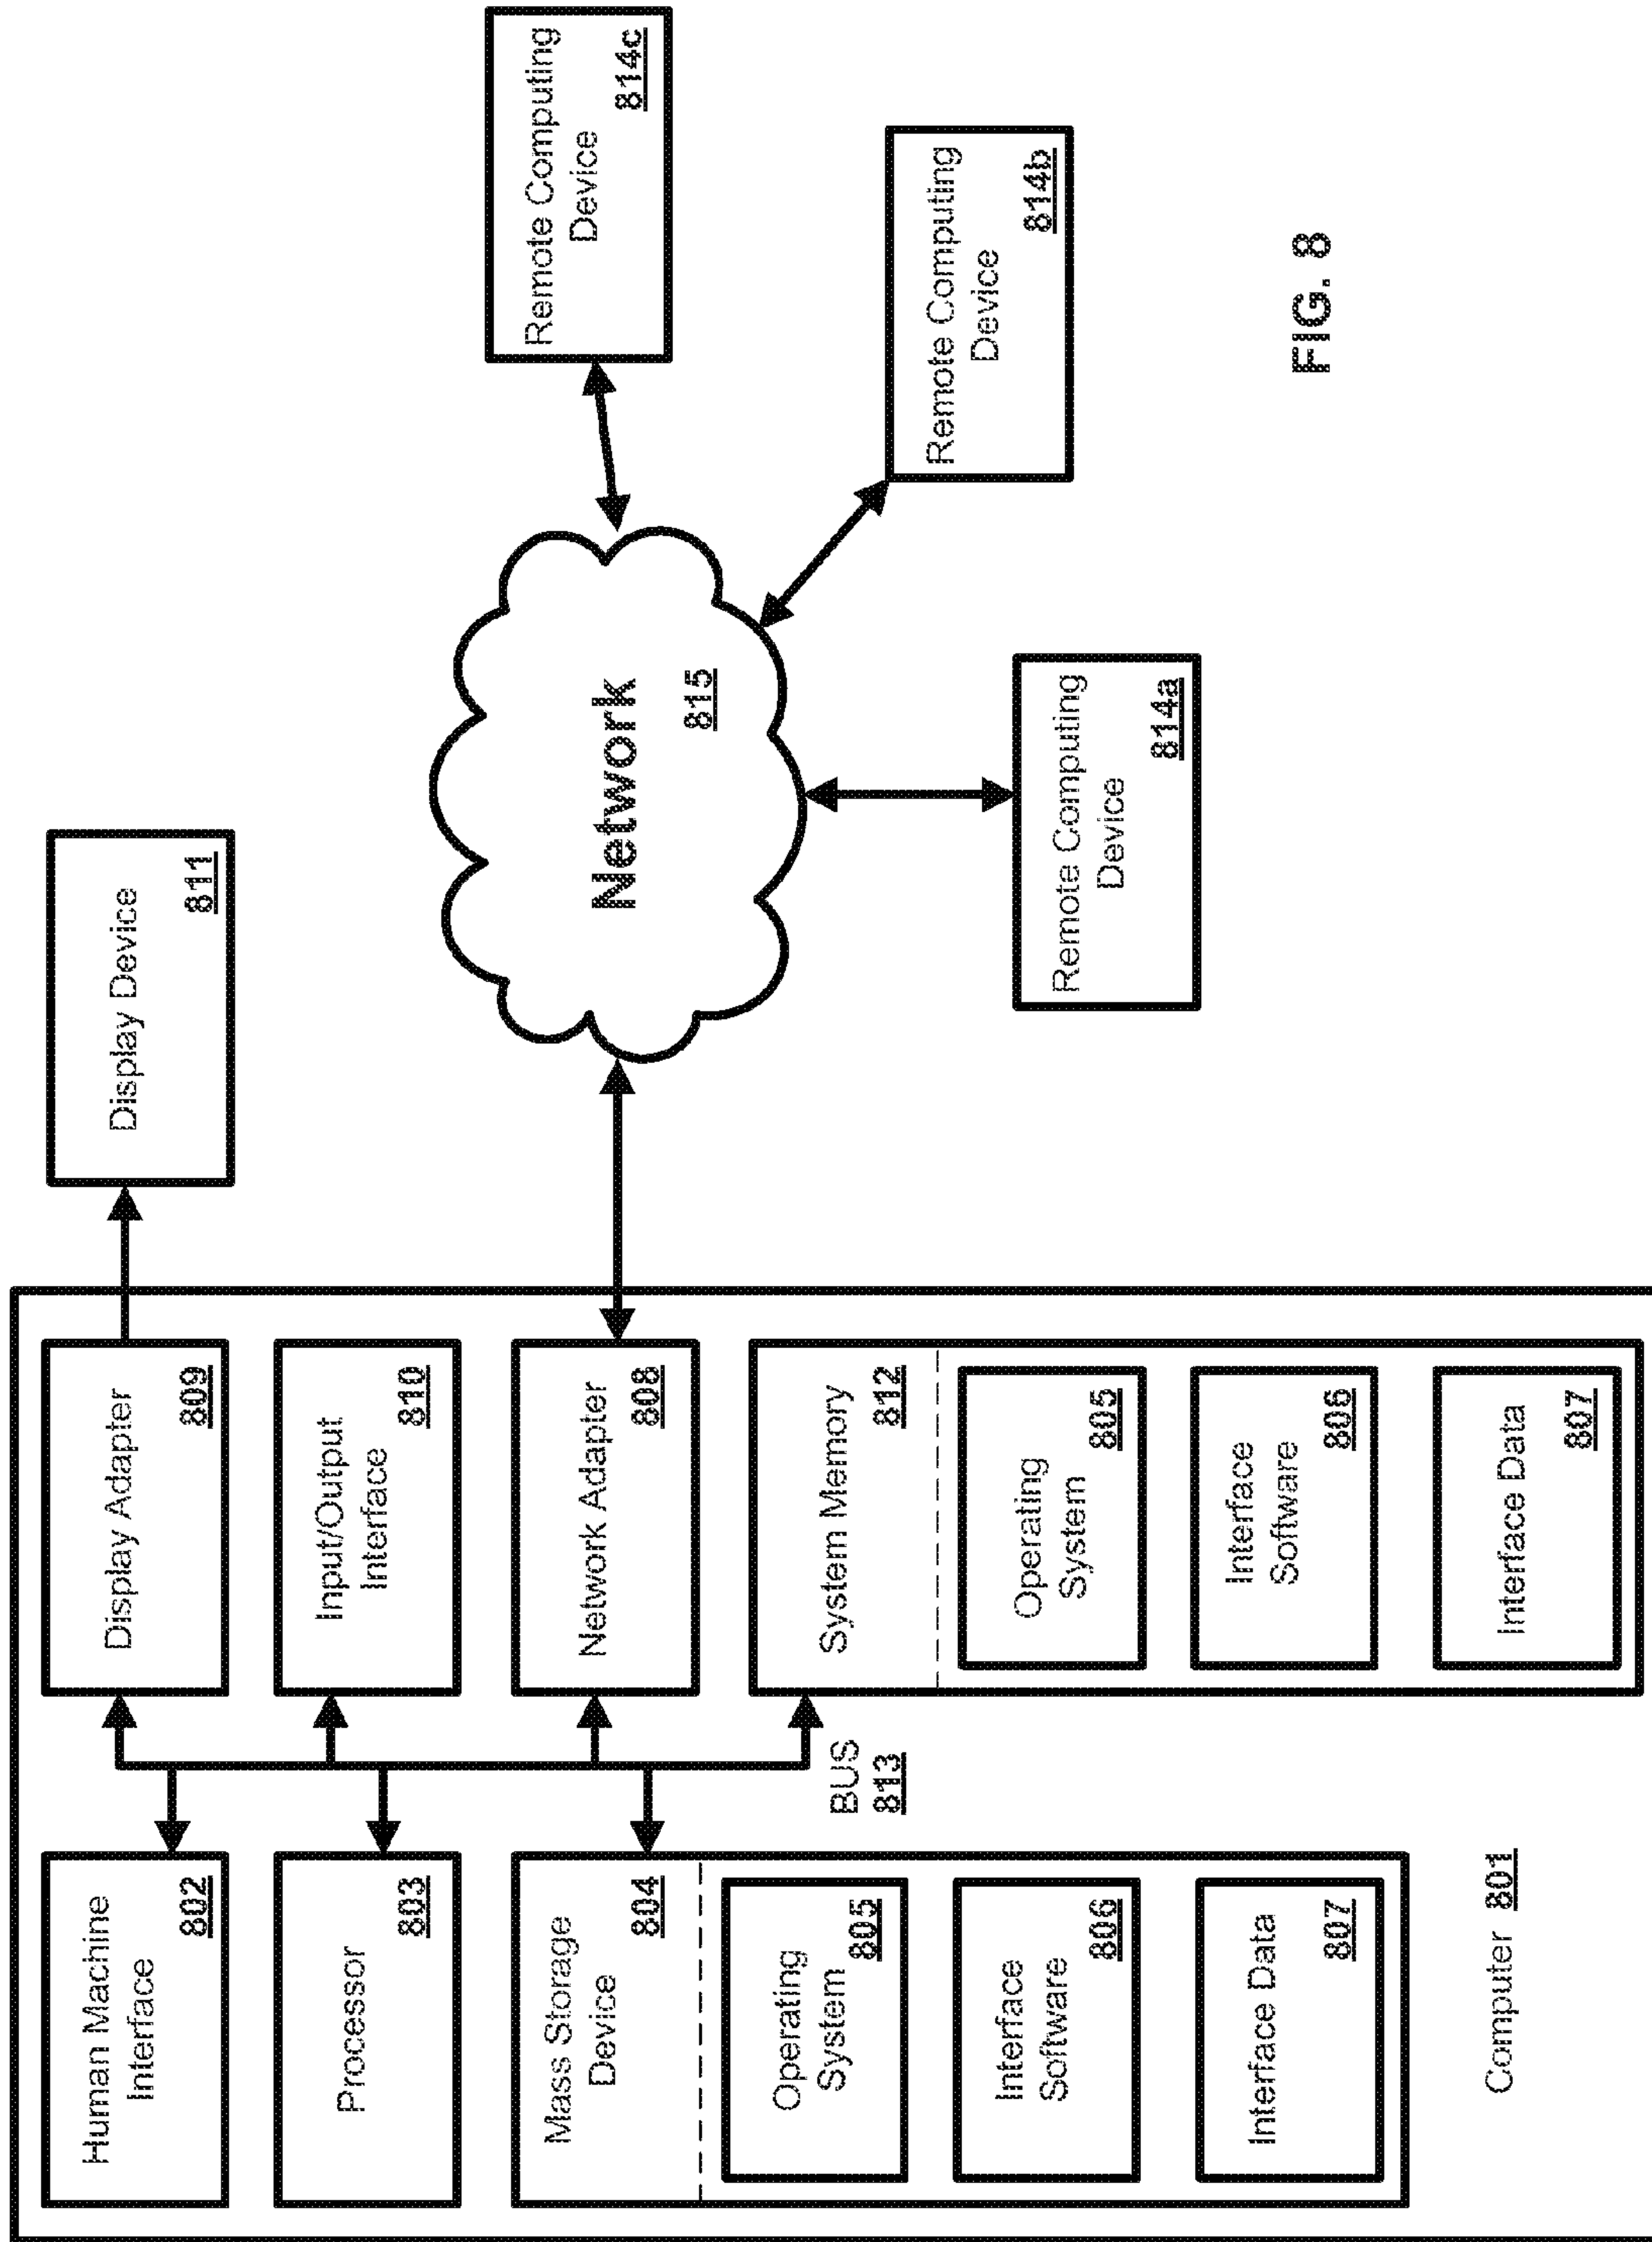 Human Machine
Interface
802
Processor
803
Mass Storage
Device
804
Operating
System
805
Interface
Software
806
Interface Data
807
Computer 801
BUS
813
Display Adapter
809
Input/Output
Interface
810
Network Adapter
808
System Memory
812
Operating
System
805
Interface
Software
806
Interface Data
807
Display Device
811
Network
815
Remote Computing
Device
814a
Remote Computing
Device
814b
Remote Computing
Device
814c
FIG. 8